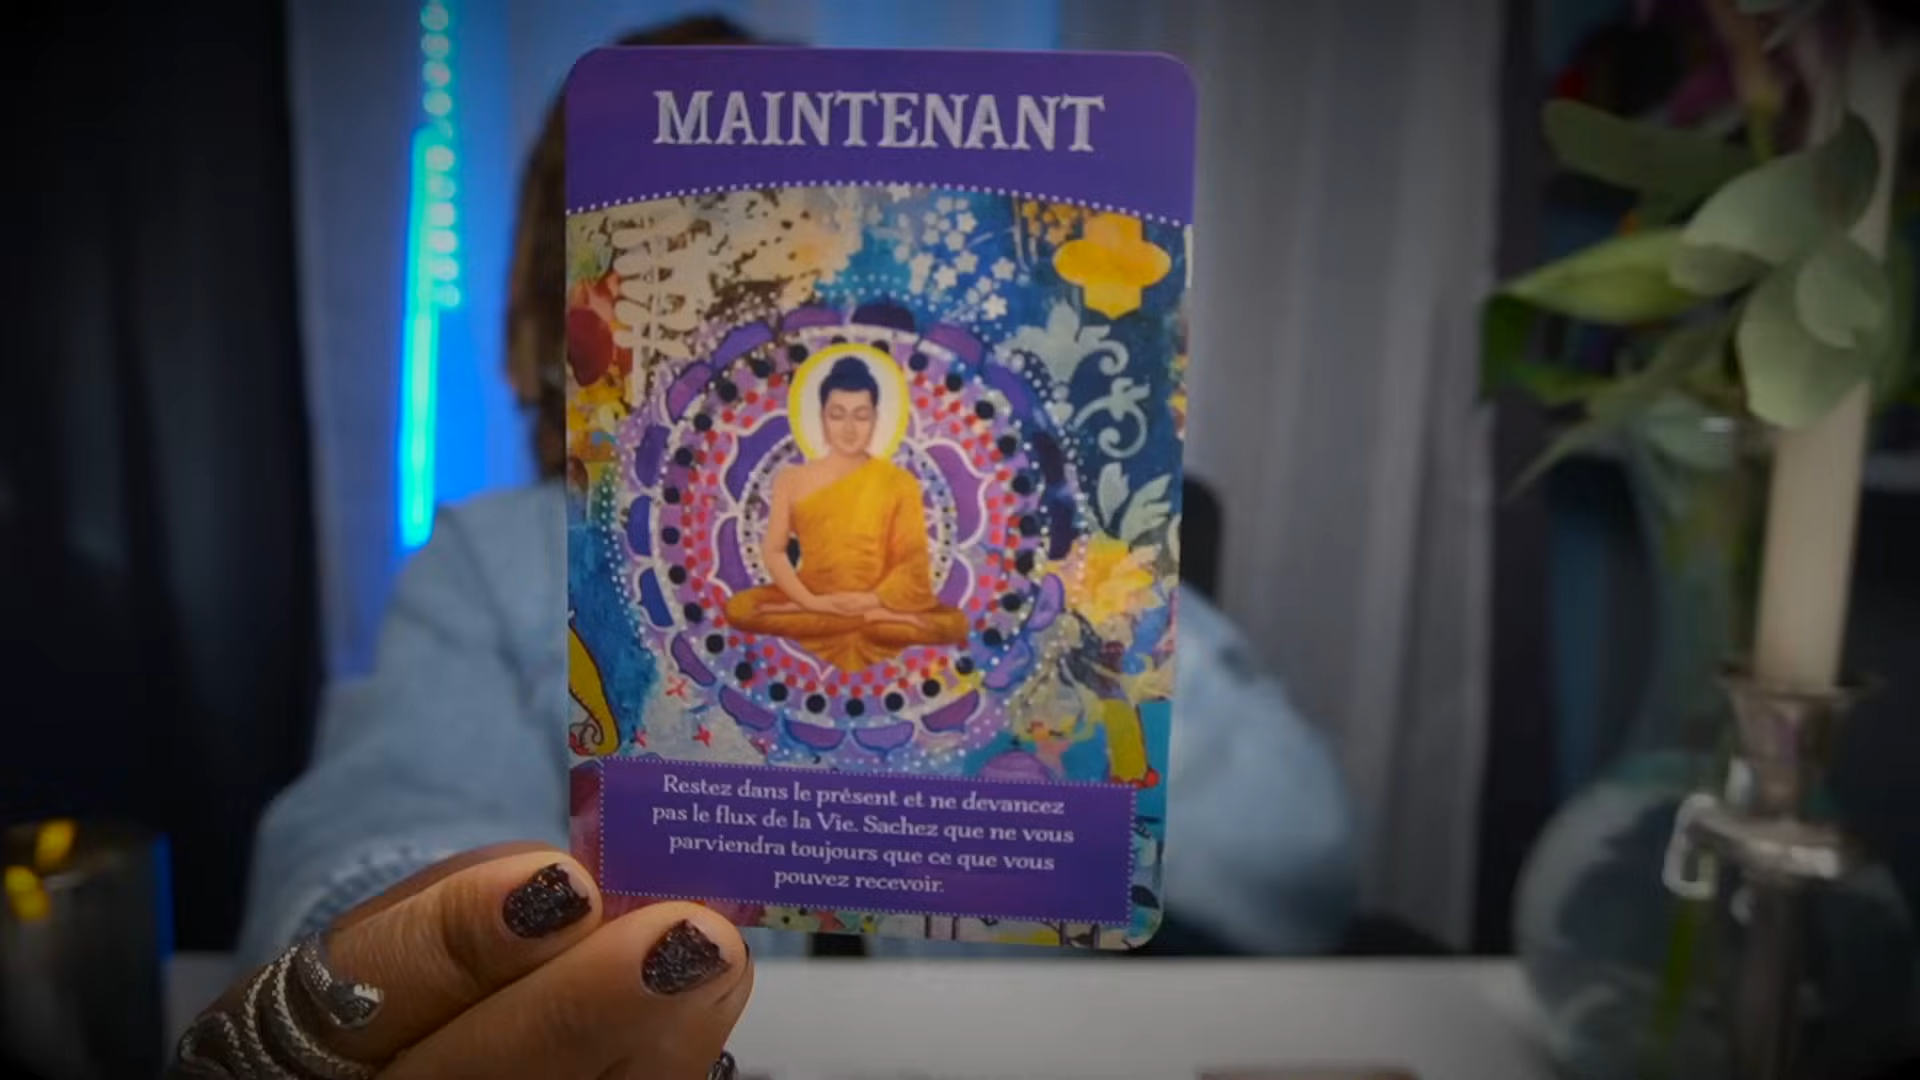 MAINTENANT
Restez dans le présent et ne devancez
pas le flux de la Vie. Sachez que ne vous
parviendra toujours que ce que vous
pouvez recevoir.